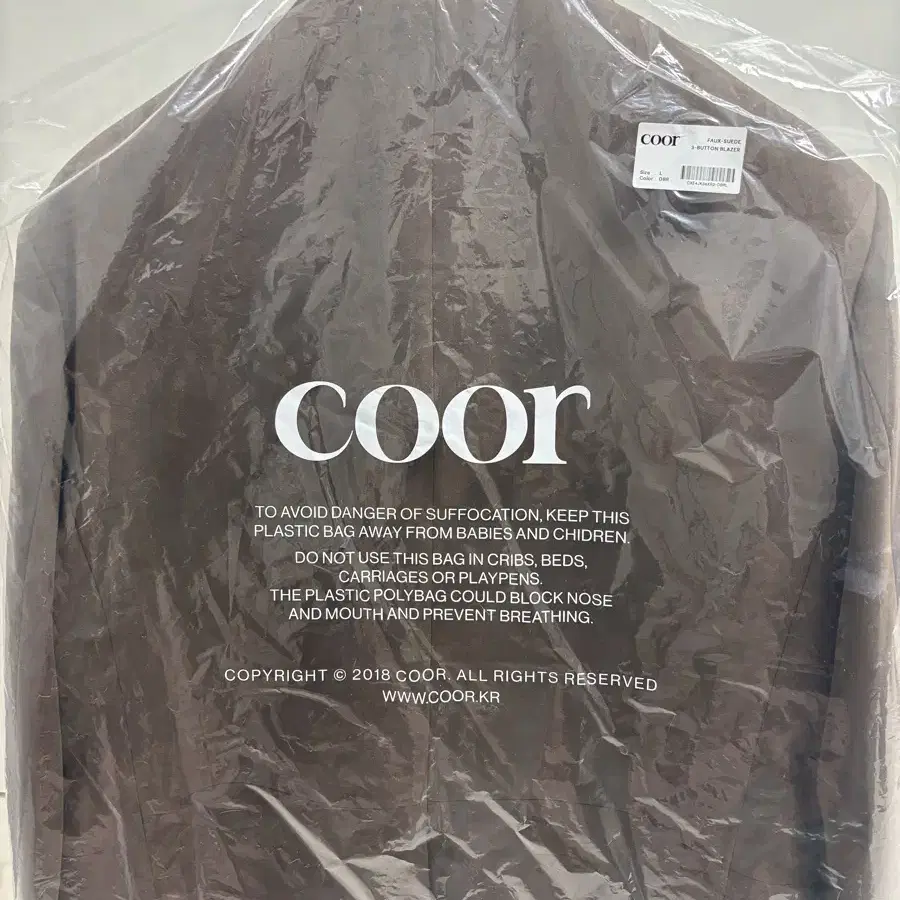 coor
FAUX-SUEDE
3-BUTTON BLAZER
Size L
Color DBR
coor
TO AVOID DANGER OF SUFFOCATION, KEEP THIS
PLASTIC BAG AWAY FROM BABIES AND CHIDREN.
DO NOT USE THIS BAG IN CRIBS, BEDS,
CARRIAGES OR PLAYPENS.
THE PLASTIC POLYBAG COULD BLOCK NOSE
AND MOUTH AND PREVENT BREATHING.
COPYRIGHT © 2018 COOR. ALL RIGHTS RESERVED
WWW.COOR.KR